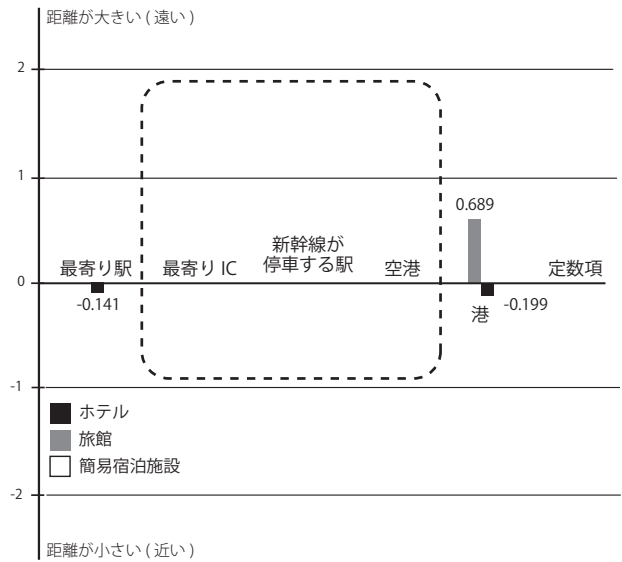 距離が大きい ( 遠い )
2
1
0.689
新幹線が
停車する駅
最寄り駅
最寄り IC
空港
定数項
0
-0.141
港
-0.199
-1
ホテル
旅館
簡易宿泊施設
-2
距離が小さい ( 近い )